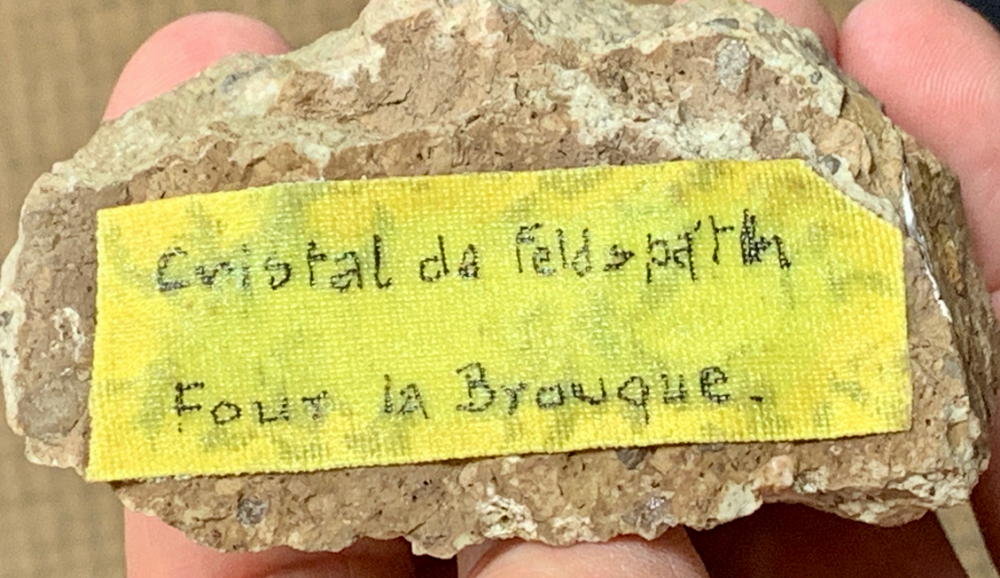 Cristal de feldspath
Four la Brouque.